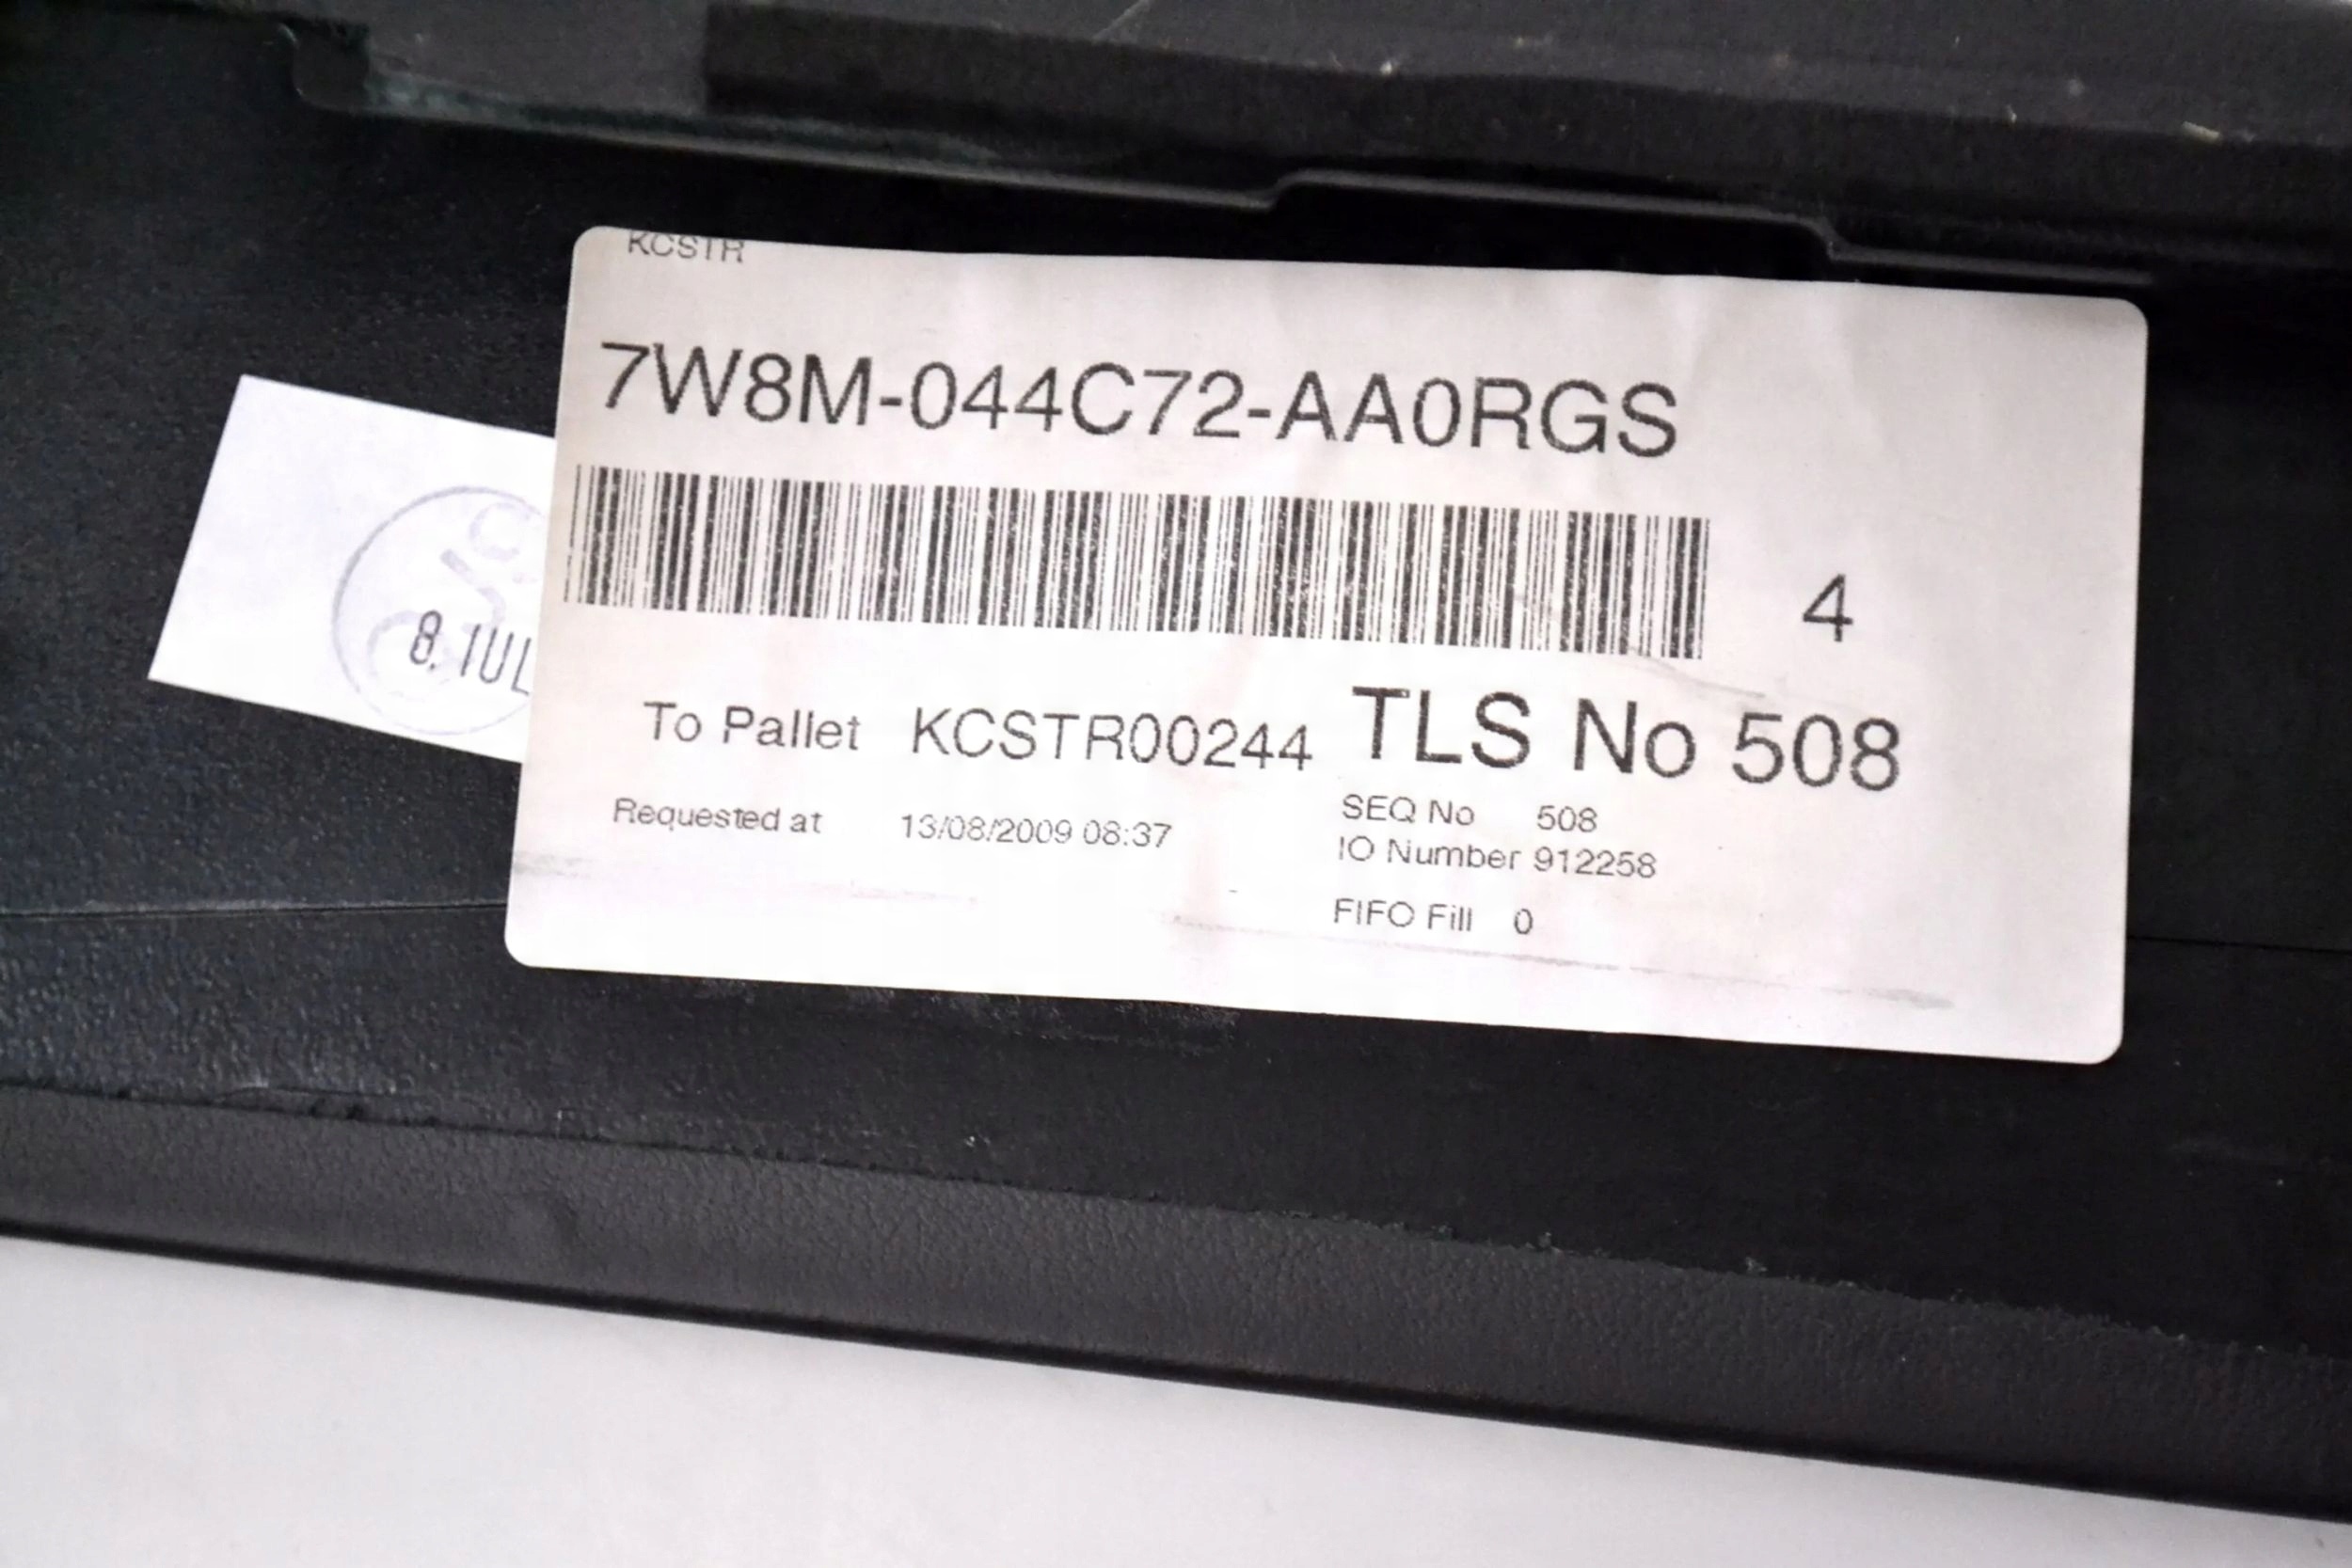 KCSTR
7W8M-044C72-AA0RGS
4
To Pallet KCSTR00244 TLS No 508
Requested at 13/08/2009 08:37
SEQ No 508
IO Number 912258
FIFO Fill 0
8. IUL